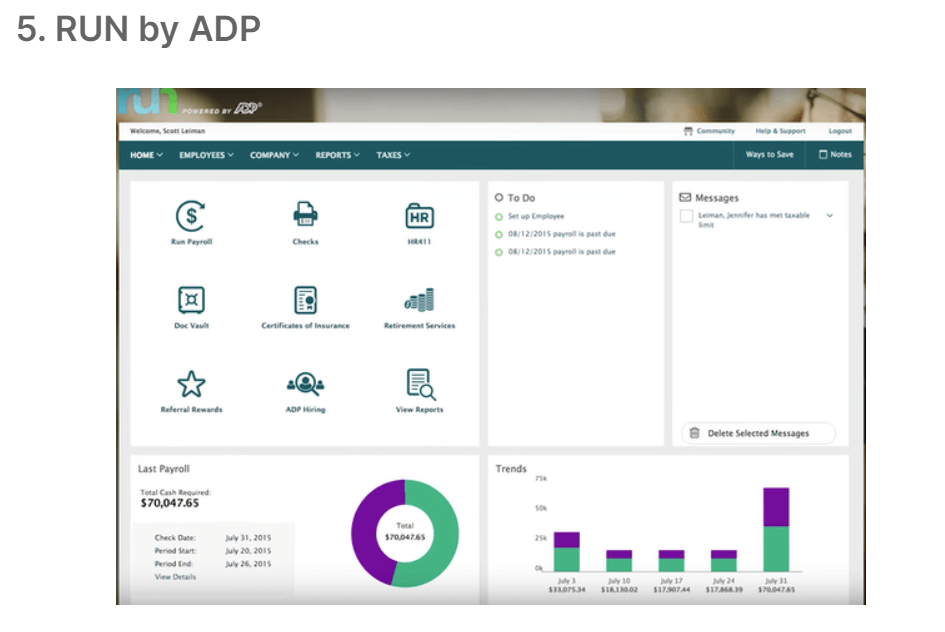 5. RUN by ADP
run POWERED BY ADP®
Welcome, Scott Leiman
Community Help & Support Logout
HOME EMPLOYEES COMPANY REPORTS TAXES
Ways to Save Notes
Run Payroll
Checks
HR
HR411
Doc Vault
Certificates of Insurance
Retirement Services
Referral Rewards
ADP Hiring
View Reports
To Do
Set up Employee
08/12/2015 payroll is past due
08/12/2015 payroll is past due
Messages
Leiman, Jennifer has met taxable
limit
Delete Selected Messages
Last Payroll
Total Cash Required:
$70,047.65
Check Date: July 31, 2015
Period Start: July 20, 2015
Period End: July 26, 2015
View Details
Total
$70,047.65
Trends
75k
50k
25k
0k
July 3 July 10 July 17 July 24 July 31
$33,075.34 $18,130.02 $17,907.44 $17,868.39 $70,047.65